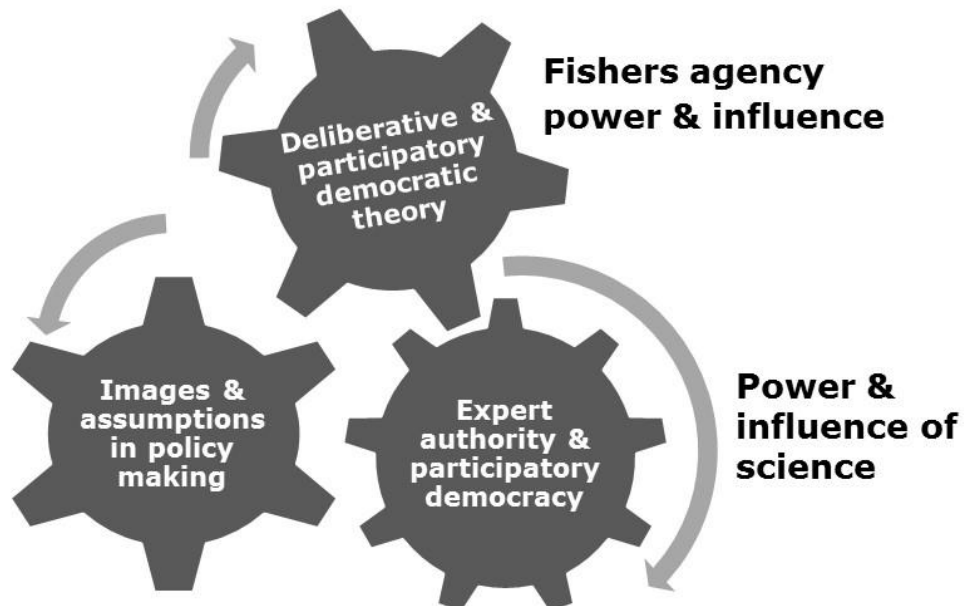 Fishers agency
power & influence
Deliberative &
participatory
democratic
theory
Images &
assumptions
in policy
making
Expert
authority &
participatory
democracy
Power &
influence of
science